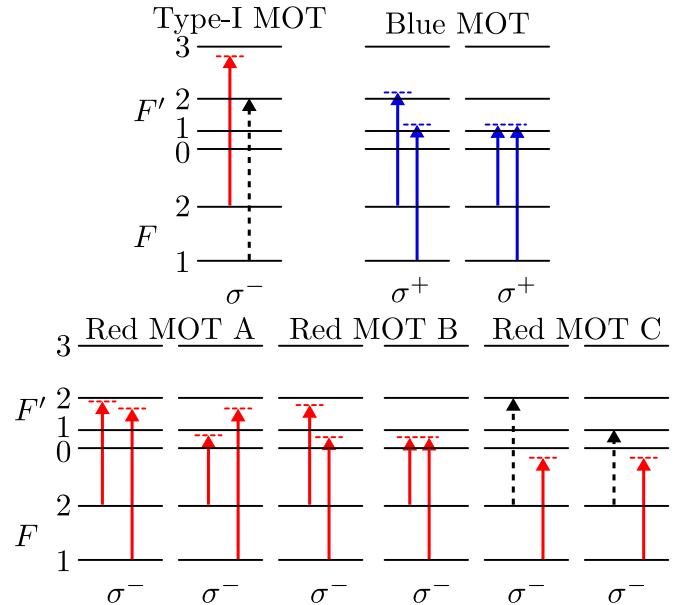 Type-I MOT Blue MOT
3
2
F′
1
0
2
F
1
σ⁻ σ⁺ σ⁺
Red MOT A Red MOT B Red MOT C
3
2
F′
1
0
2
F
1
σ⁻ σ⁻ σ⁻ σ⁻ σ⁻ σ⁻